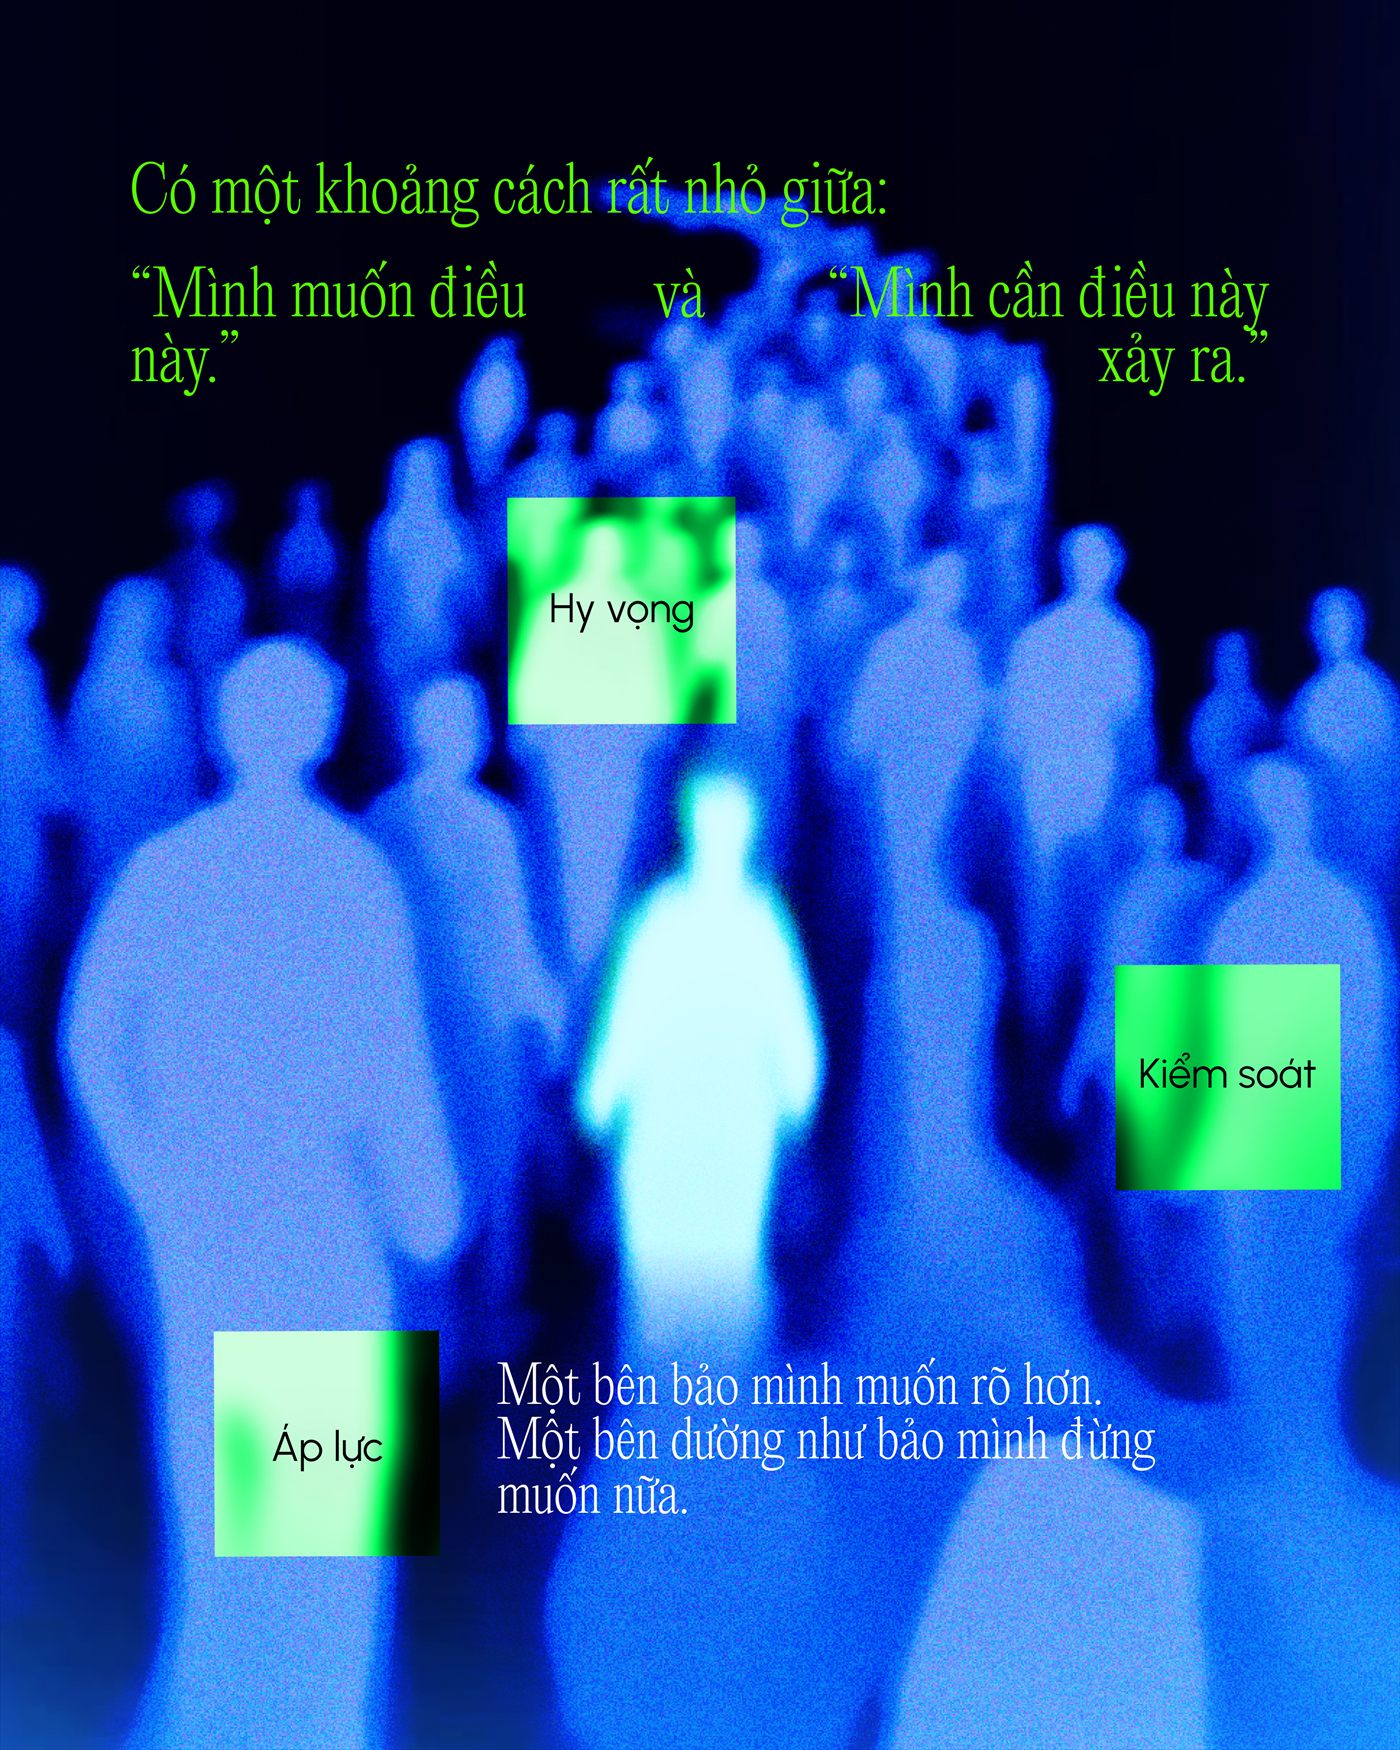 Có một khoảng cách rất nhỏ giữa:
“Mình muốn điều
này.”
và
“Mình cần điều này
xảy ra.”
Hy vọng
Kiểm soát
Áp lực
Một bên bảo mình muốn rõ hơn.
Một bên dường như bảo mình đừng
muốn nữa.